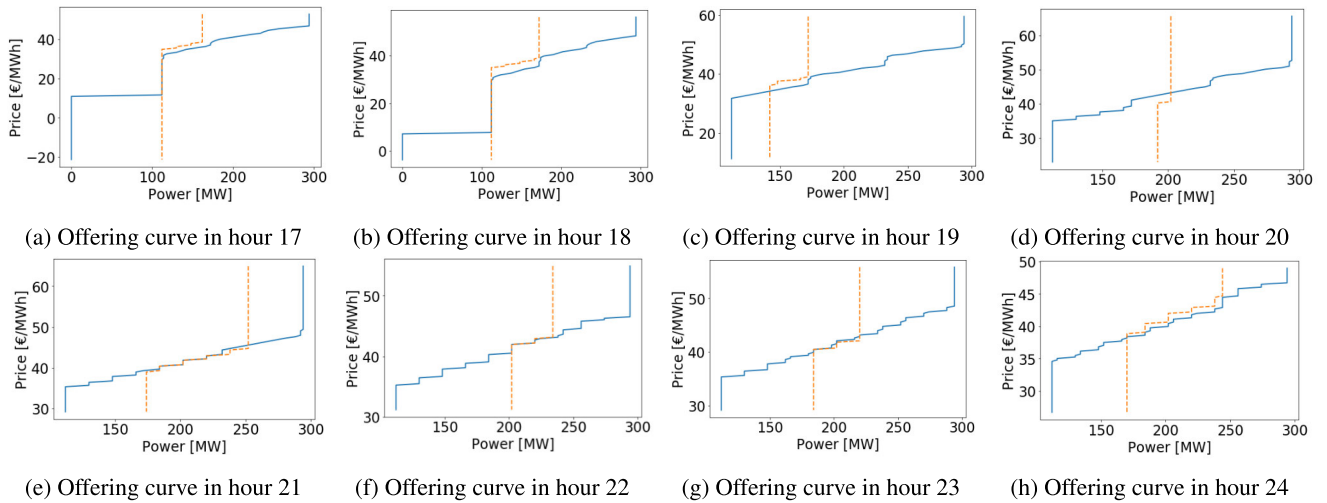 40
20
0
−20
Price [€/MWh]
0
100
200
300
Power [MW]
40
20
0
Price [€/MWh]
0
100
200
300
Power [MW]
60
40
20
Price [€/MWh]
150
200
250
300
Power [MW]
60
50
40
30
Price [€/MWh]
150
200
250
300
Power [MW]
(a) Offering curve in hour 17
(b) Offering curve in hour 18
(c) Offering curve in hour 19
(d) Offering curve in hour 20
60
50
40
30
Price [€/MWh]
150
200
250
300
Power [MW]
50
40
30
Price [€/MWh]
150
200
250
300
Power [MW]
50
40
30
Price [€/MWh]
150
200
250
300
Power [MW]
50
45
40
35
30
Price [€/MWh]
150
200
250
300
Power [MW]
(e) Offering curve in hour 21
(f) Offering curve in hour 22
(g) Offering curve in hour 23
(h) Offering curve in hour 24